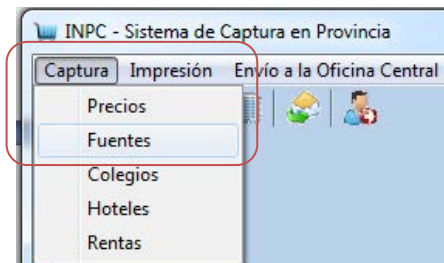 INPC - Sistema de Captura en Provincia
Captura Impresión Envío a la Oficina Central
Precios
Fuentes
Colegios
Hoteles
Rentas